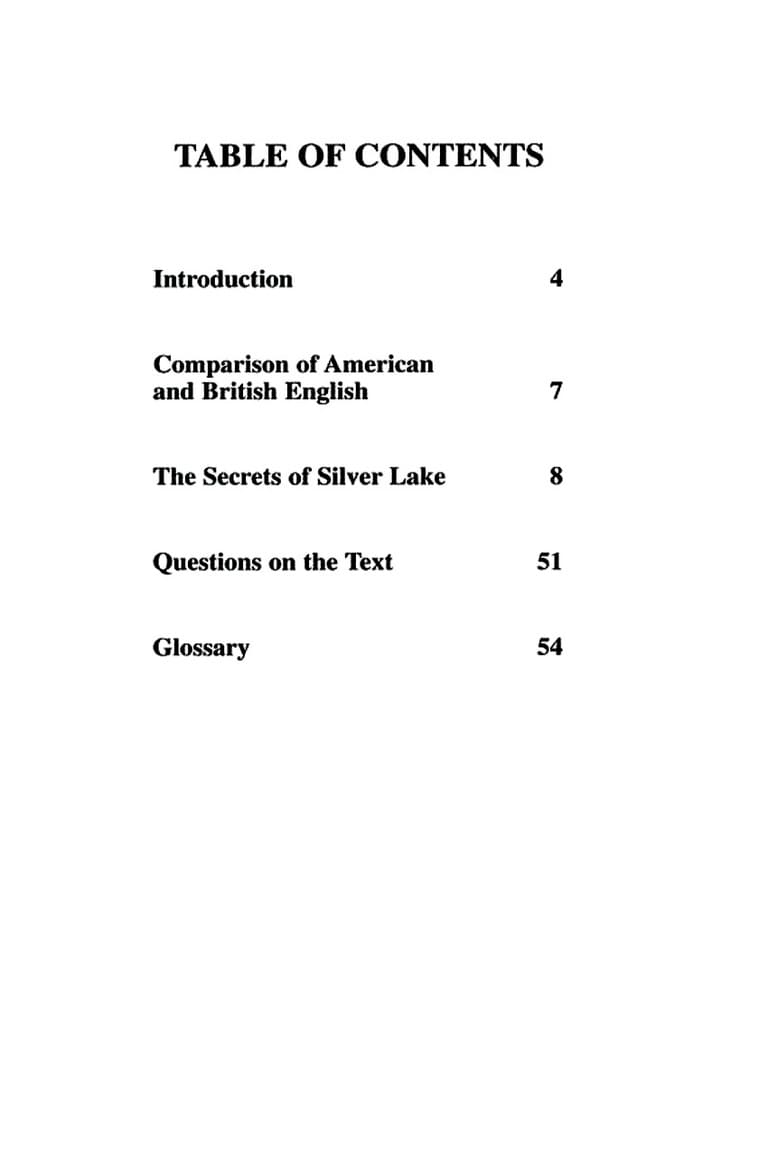 TABLE OF CONTENTS
Introduction 4
Comparison of American
and British English 7
The Secrets of Silver Lake 8
Questions on the Text 51
Glossary 54